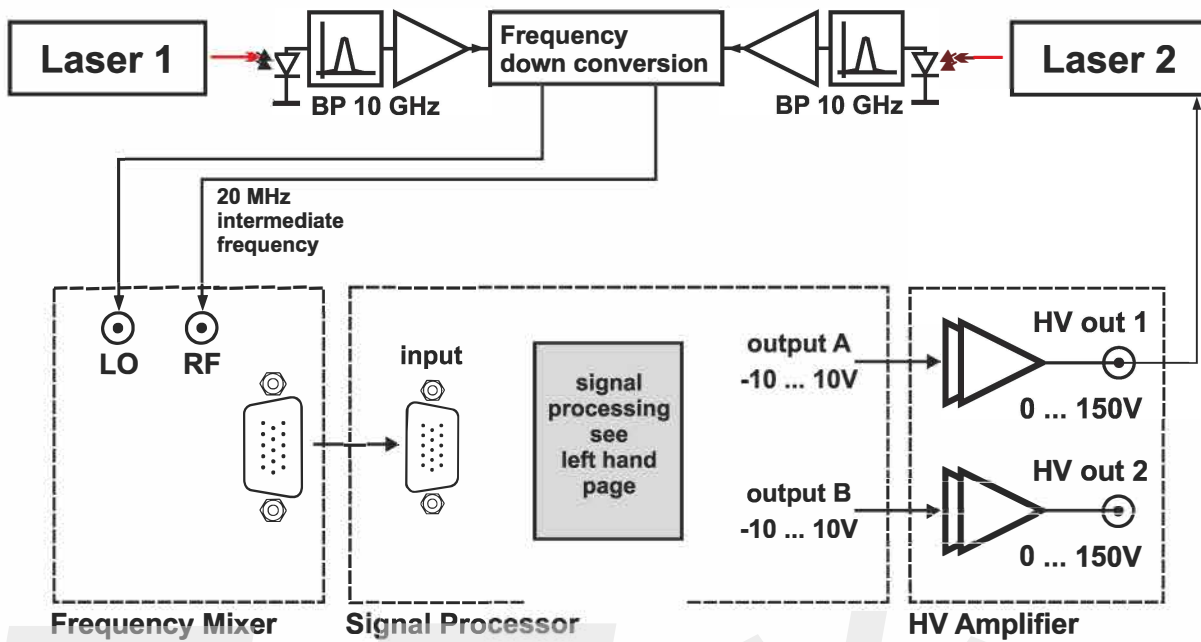 Laser 1
BP 10 GHz
Frequency
down conversion
BP 10 GHz
Laser 2
20 MHz
intermediate
frequency
LO
RF
input
signal
processing
see
left hand
page
output A
-10 ... 10V
output B
-10 ... 10V
HV out 1
0 ... 150V
HV out 2
0 ... 150V
Frequency Mixer
Signal Processor
HV Amplifier